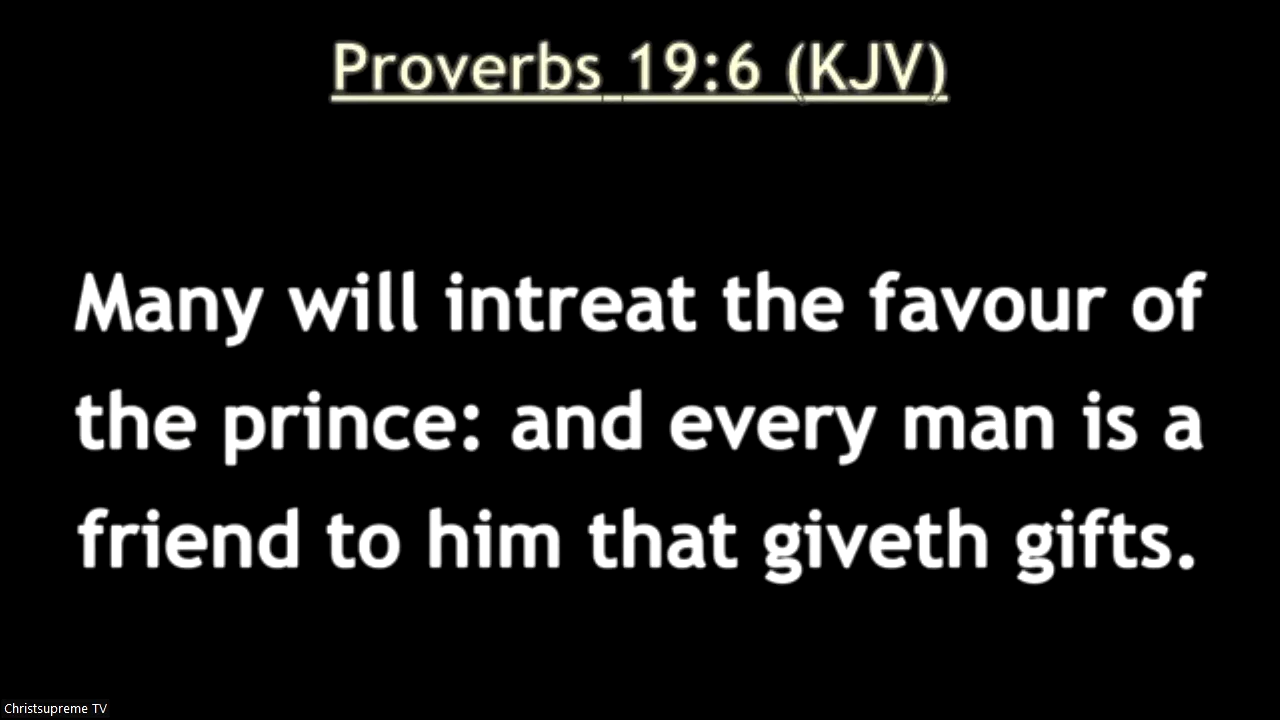 Proverbs 19:6 (KJV)
Many will intreat the favour of
the prince: and every man is a
friend to him that giveth gifts.
Christsupreme TV